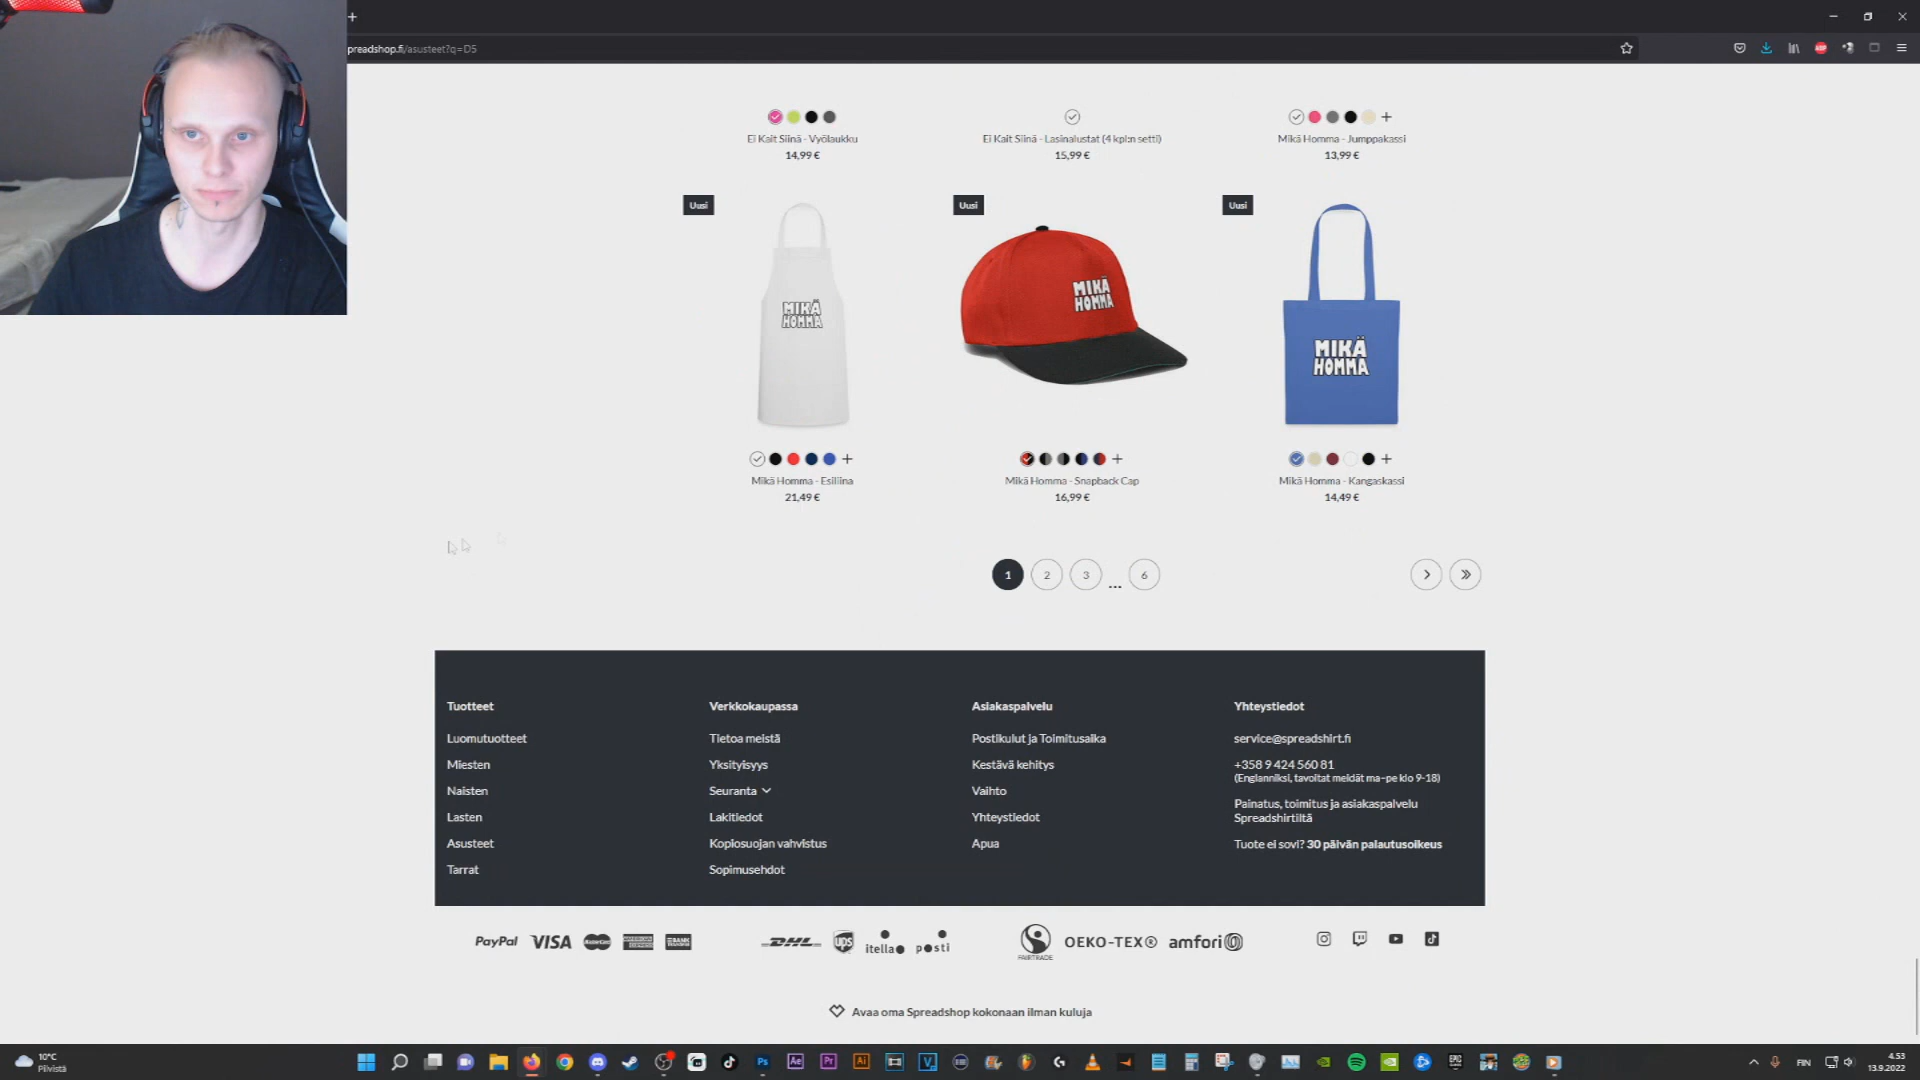 preadshop.fi/asusteet?q=D5
Ei Kait Siinä - Vyölaukku
14,99 €
Ei Kait Siinä - Lasinalustat (4 kpl:n setti)
15,99 €
Mikä Homma - Jumppakassi
13,99 €
Uusi
Uusi
Uusi
MIKÄ
HOMMA
MIKÄ
HOMMA
MIKÄ
HOMMA
Mikä Homma - Esiliina
21,49 €
Mikä Homma - Snapback Cap
16,99 €
Mikä Homma - Kangaskassi
14,49 €
1 2 3 ... 6
Tuotteet
Luomutuotteet
Miesten
Naisten
Lasten
Asusteet
Tarrat
Verkkokaupassa
Tietoa meistä
Yksityisyys
Seuranta
Lakitiedot
Kopiosuojan vahvistus
Sopimusehdot
Asiakaspalvelu
Postikulut ja Toimitusaika
Kestävä kehitys
Vaihto
Yhteystiedot
Apua
Yhteystiedot
service@spreadshirt.fi
+358 9 424 560 81
(Englanniksi, tavoitat meidät ma–pe klo 9-18)
Painatus, toimitus ja asiakaspalvelu
Spreadshirtiltä
Tuote ei sovi? 30 päivän palautusoikeus
PayPal VISA
DHL ups itella posti
FAIRTRADE OEKO-TEX® amfori
Avaa oma Spreadshop kokonaan ilman kuluja
10°C
Pilvistä
Ps Ae Pr Ai
FIN
4.53
13.9.2022